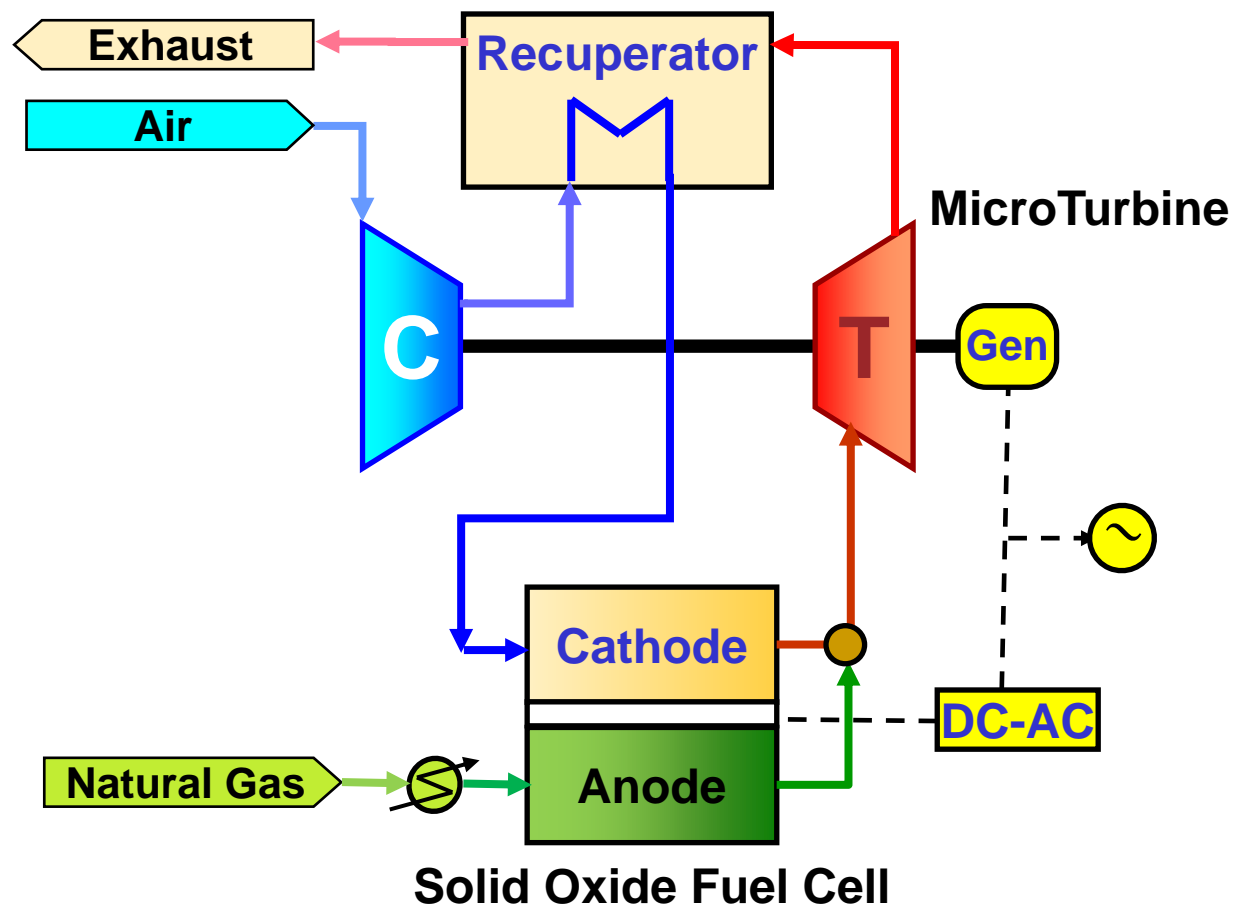 Exhaust
Recuperator
Air
MicroTurbine
C
T
Gen
~
Cathode
DC-AC
Natural Gas
Anode
Solid Oxide Fuel Cell